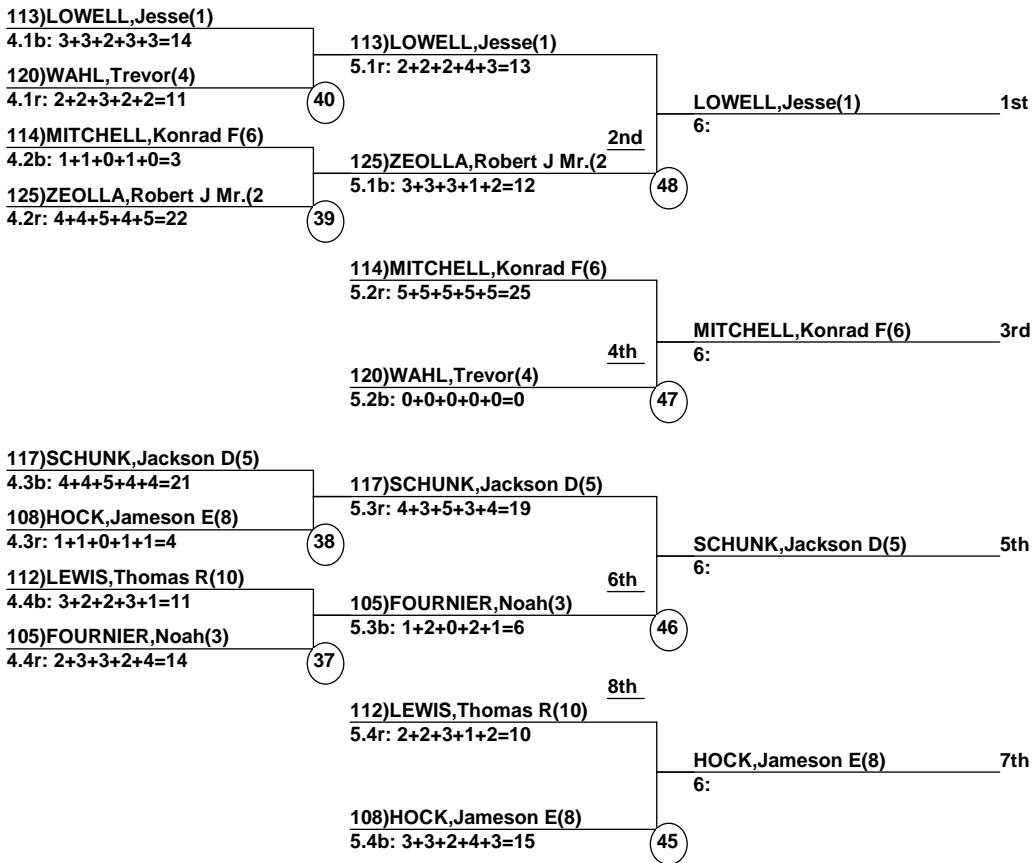 113)LOWELL,Jesse(1)
4.1b: 3+3+2+3+3=14
120)WAHL,Trevor(4)
4.1r: 2+2+3+2+2=11
40
114)MITCHELL,Konrad F(6)
4.2b: 1+1+0+1+0=3
125)ZEOLLA,Robert J Mr.(2
4.2r: 4+4+5+4+5=22
39
113)LOWELL,Jesse(1)
5.1r: 2+2+2+4+3=13
2nd
125)ZEOLLA,Robert J Mr.(2
5.1b: 3+3+3+1+2=12
48
LOWELL,Jesse(1)
6:
1st
114)MITCHELL,Konrad F(6)
5.2r: 5+5+5+5+5=25
4th
120)WAHL,Trevor(4)
5.2b: 0+0+0+0+0=0
47
MITCHELL,Konrad F(6)
6:
3rd
117)SCHUNK,Jackson D(5)
4.3b: 4+4+5+4+4=21
108)HOCK,Jameson E(8)
4.3r: 1+1+0+1+1=4
38
112)LEWIS,Thomas R(10)
4.4b: 3+2+2+3+1=11
105)FOURNIER,Noah(3)
4.4r: 2+3+3+2+4=14
37
117)SCHUNK,Jackson D(5)
5.3r: 4+3+5+3+4=19
6th
105)FOURNIER,Noah(3)
5.3b: 1+2+0+2+1=6
46
SCHUNK,Jackson D(5)
6:
5th
8th
112)LEWIS,Thomas R(10)
5.4r: 2+2+3+1+2=10
108)HOCK,Jameson E(8)
5.4b: 3+3+2+4+3=15
45
HOCK,Jameson E(8)
6:
7th